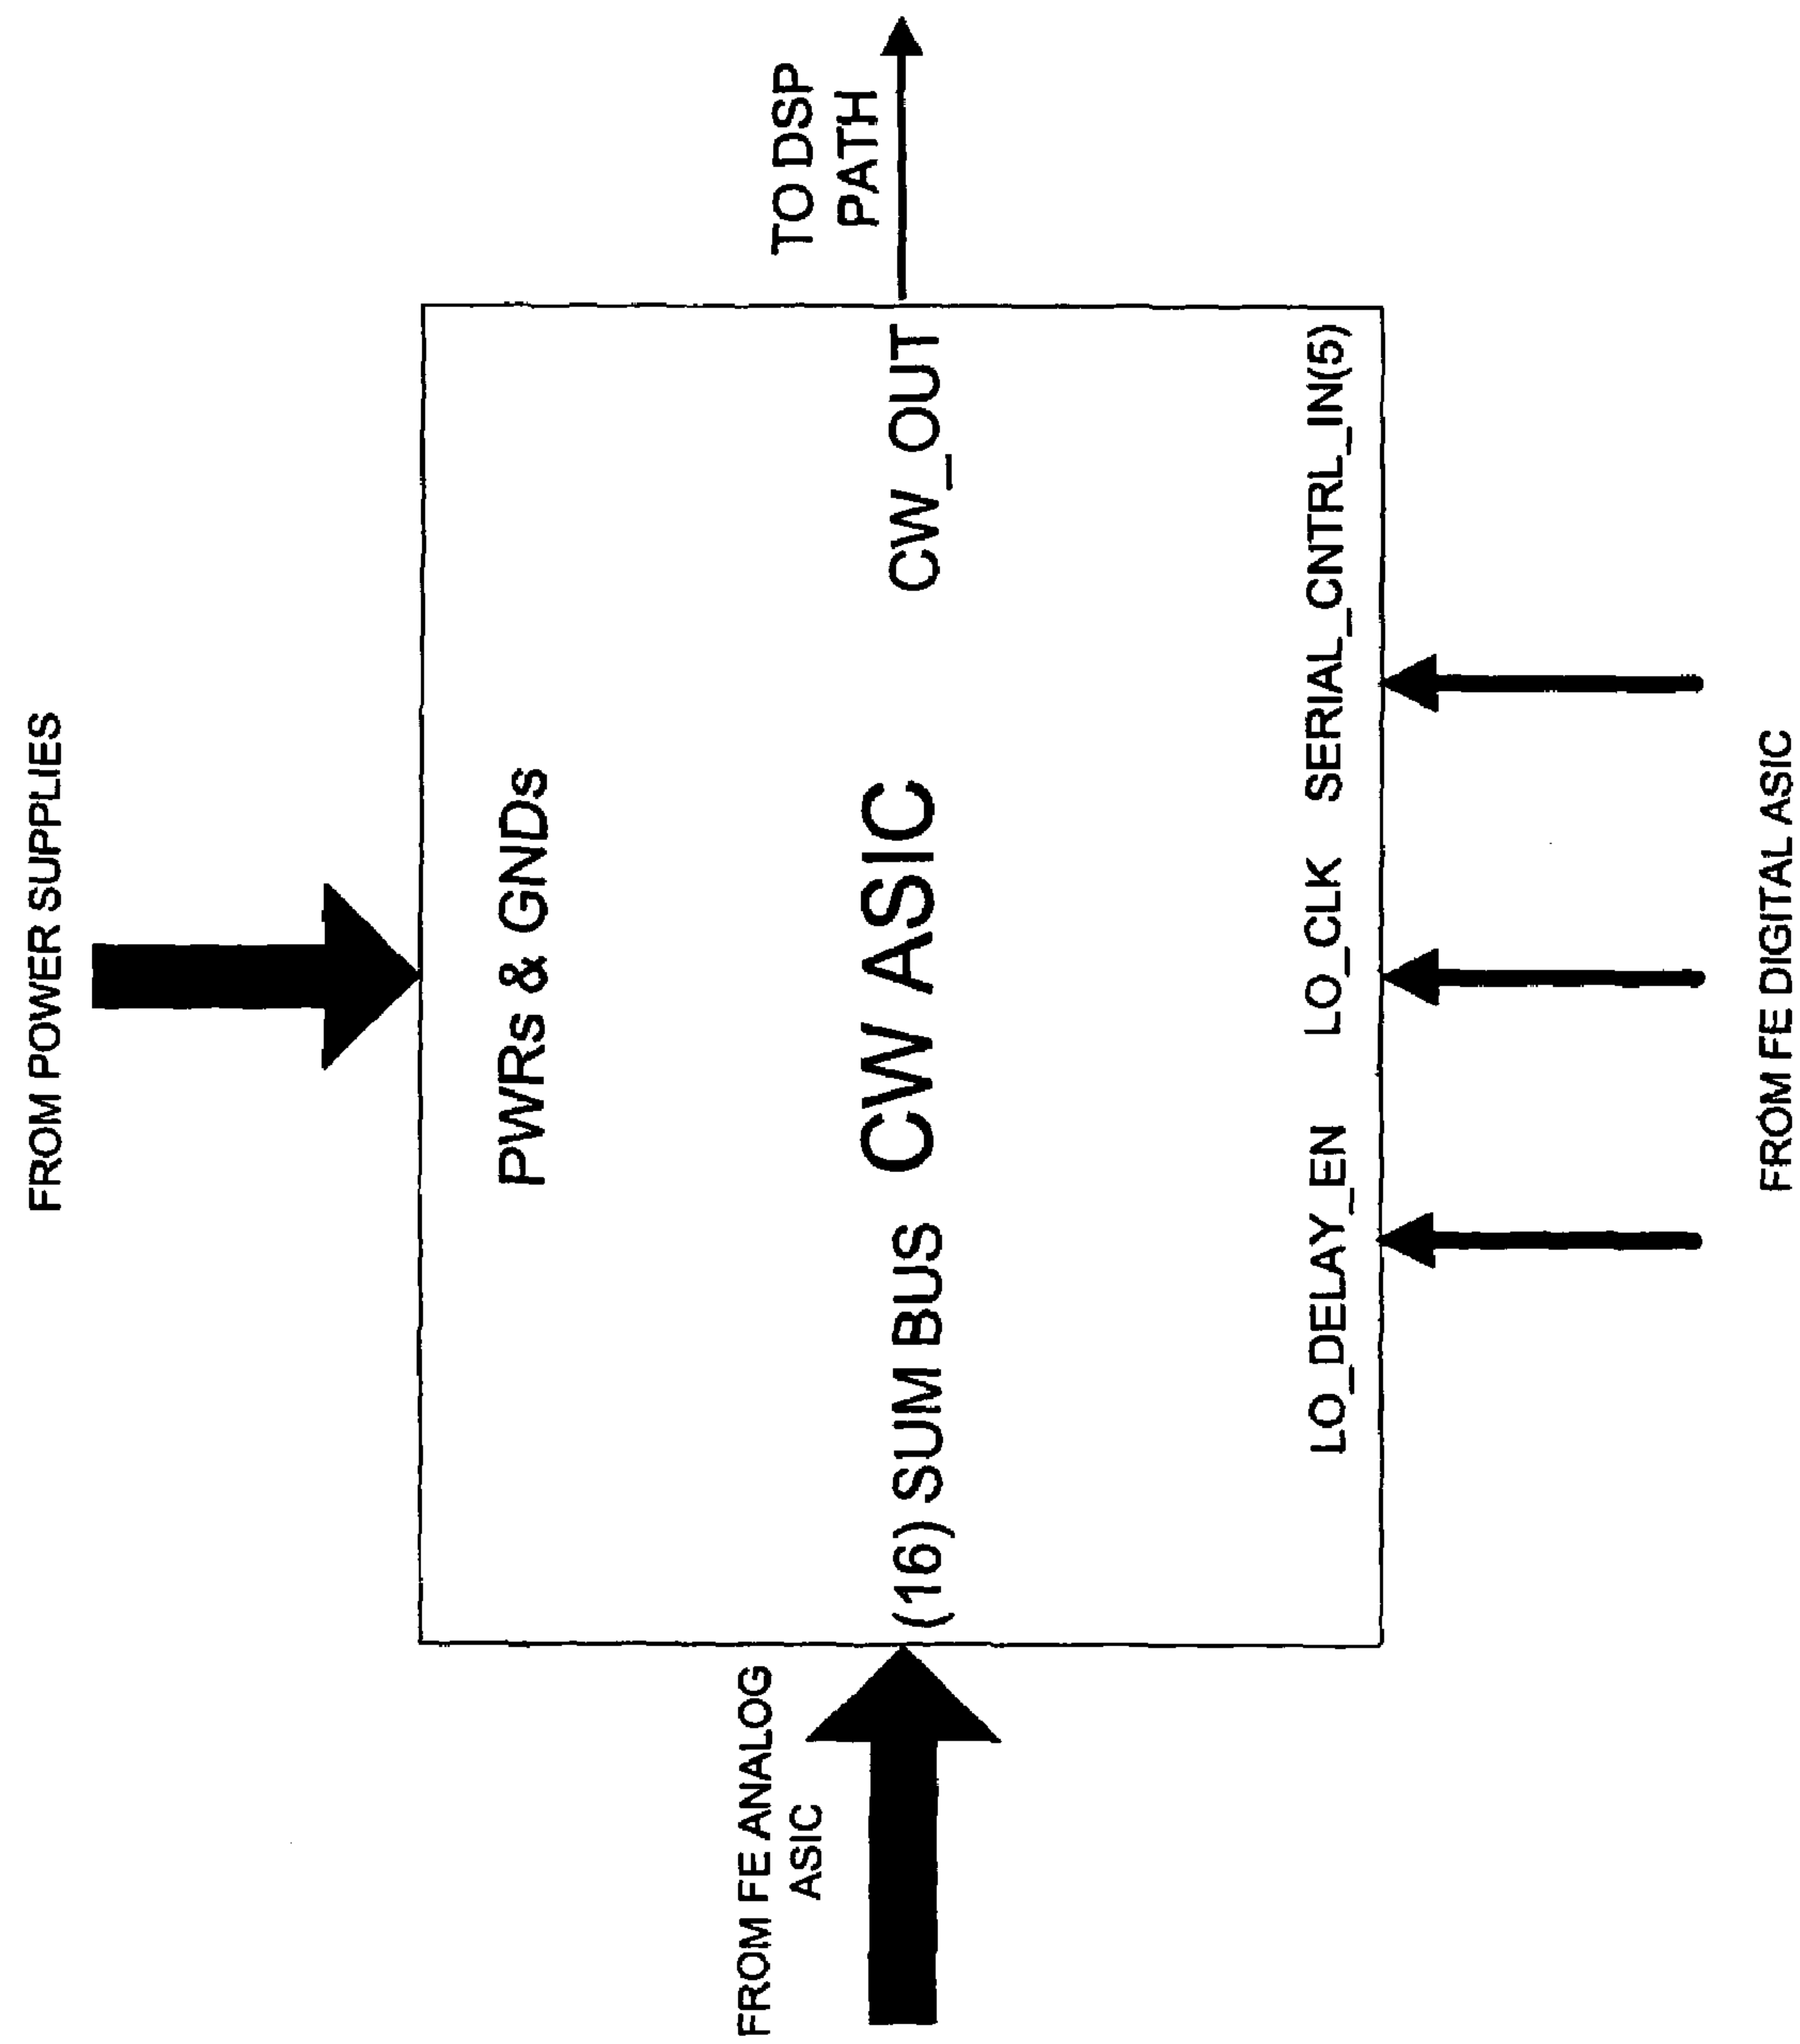 FROM POWER SUPPLIES
PWRs & GNDs
FROM FE ANALOG
ASIC
TO DSP
PATH
(16) SUM BUS CW ASIC CW_OUT
LO_DELAY_EN LO_CLK SERIAL_CNTRL_IN(5)
FROM FE DIGITAL ASIC